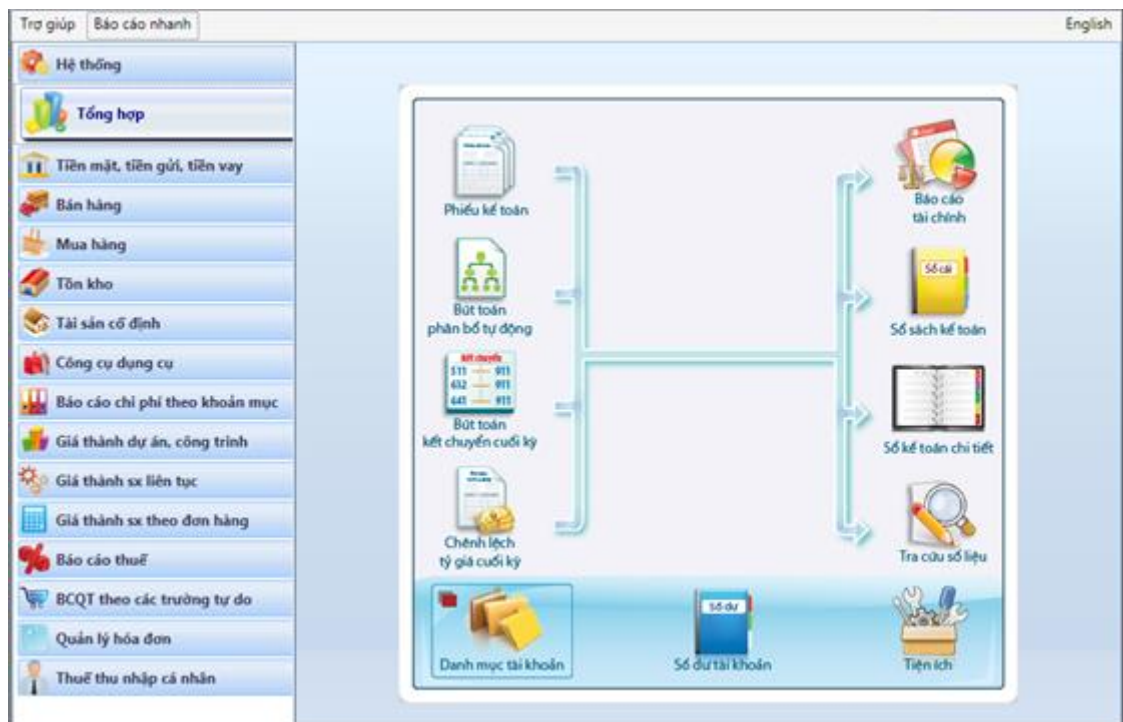 Trợ giúp
Báo cáo nhanh
English
Hệ thống
Tổng hợp
Tiền mặt, tiền gửi, tiền vay
Bán hàng
Mua hàng
Tồn kho
Tài sản cố định
Công cụ dụng cụ
Báo cáo chi phí theo khoản mục
Giá thành dự án, công trình
Giá thành sx liên tục
Giá thành sx theo đơn hàng
Báo cáo thuế
BCQT theo các trường tự do
Quản lý hóa đơn
Thuế thu nhập cá nhân
Phiếu kế toán
Bút toán
phân bổ tự động
Kết chuyển
511 911
632 911
641 911
Bút toán
kết chuyển cuối kỳ
Chênh lệch
tỷ giá cuối kỳ
Báo cáo
tài chính
Sổ cái
Sổ sách kế toán
Sổ kế toán chi tiết
Tra cứu số liệu
Danh mục tài khoản
Số dư
Số dư tài khoản
Tiện ích